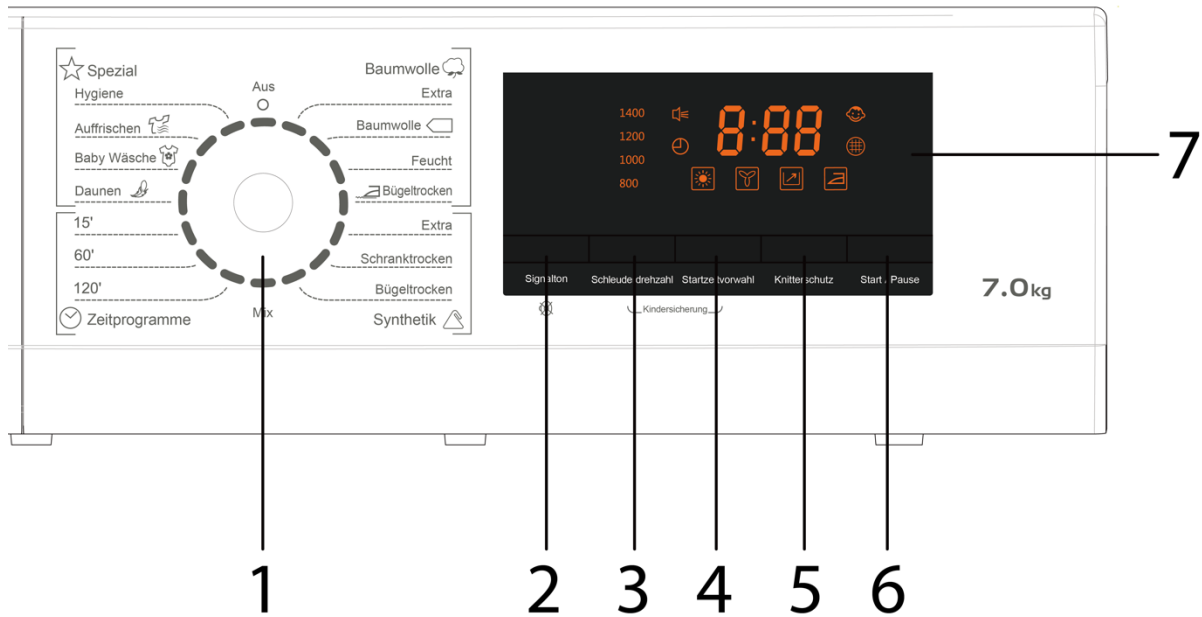 Spezial
Hygiene
Auffrischen
Baby Wäsche
Daunen
15'
60'
120'
Zeitprogramme
Aus
Mix
Baumwolle
Extra
Baumwolle
Feucht
Bügeltrocken
Extra
Schranktrocken
Bügeltrocken
Synthetik
1400
1200
1000
800
8:88
Signalton
Schleuderdrehzahl
Startzeitvorwahl
Knitterschutz
Start / Pause
Kindersicherung
7.0kg
7
1 2 3 4 5 6